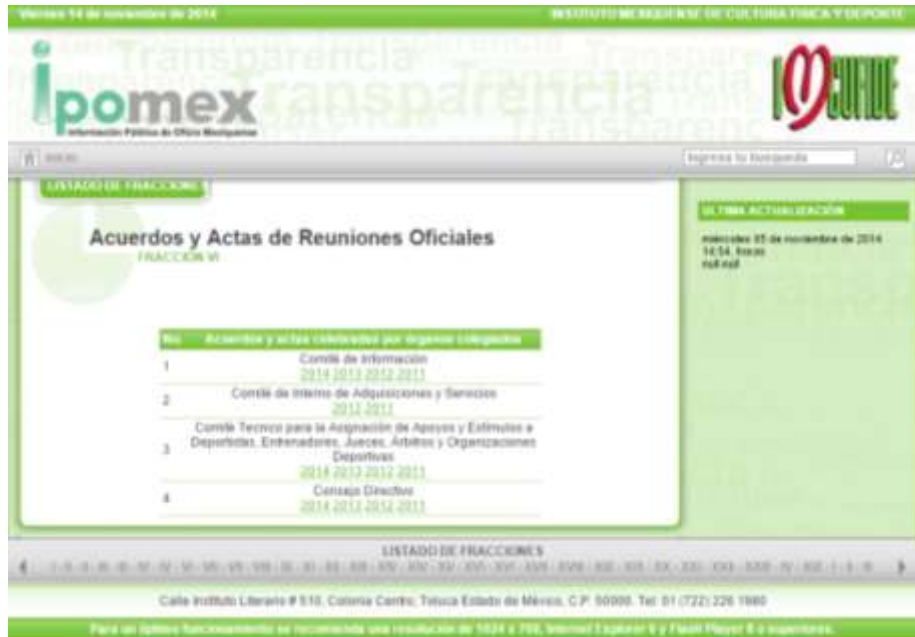 Viernes 14 de noviembre de 2014
INSTITUTO MEXIQUENSE DE CULTURA FISICA Y DEPORTE
Transparencia
ipomex
Información Pública de Oficio Mexiquense
IMCUFIDE
INICIO
Ingresa tu busqueda
LISTADO DE FRACCIONES
Acuerdos y Actas de Reuniones Oficiales
FRACCION VI
ULTIMA ACTUALIZACIÓN
miércoles 05 de noviembre de 2014
14:54, horas
null null
No. Acuerdos y actas celebradas por órganos colegiados
1 Comité de Información
2014 2013 2012 2011
2 Comité de Interno de Adquisiciones y Servicios
2012 2011
3 Comité Tecnico para la Asignación de Apoyos y Estímulos a
Deportistas, Entrenadores, Jueces, Árbitros y Organizaciones
Deportivas
2014 2013 2012 2011
4 Consejo Directivo
2014 2013 2012 2011
LISTADO DE FRACCIONES
Calle Instituto Literario # 510, Colonia Centro, Toluca Estado de México, C.P. 50000. Tel: 01 (722) 226 1980
Para un óptimo funcionamiento se recomienda una resolución de 1024 x 768, Internet Explorer 6 y Flash Player 8 o superiores.